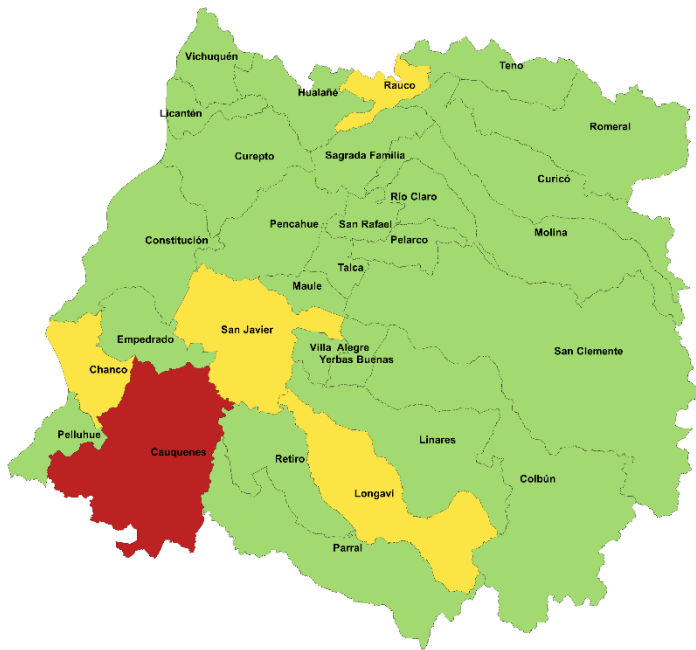 Vichuquén
Teno
Hualañé
Rauco
Licantén
Romeral
Curepto
Sagrada Familia
Curicó
Río Claro
Pencahue
San Rafael
Molina
Constitución
Pelarco
Talca
Maule
San Javier
Empedrado
Villa Alegre
San Clemente
Yerbas Buenas
Chanco
Pelluhue
Linares
Cauquenes
Retiro
Colbún
Longaví
Parral